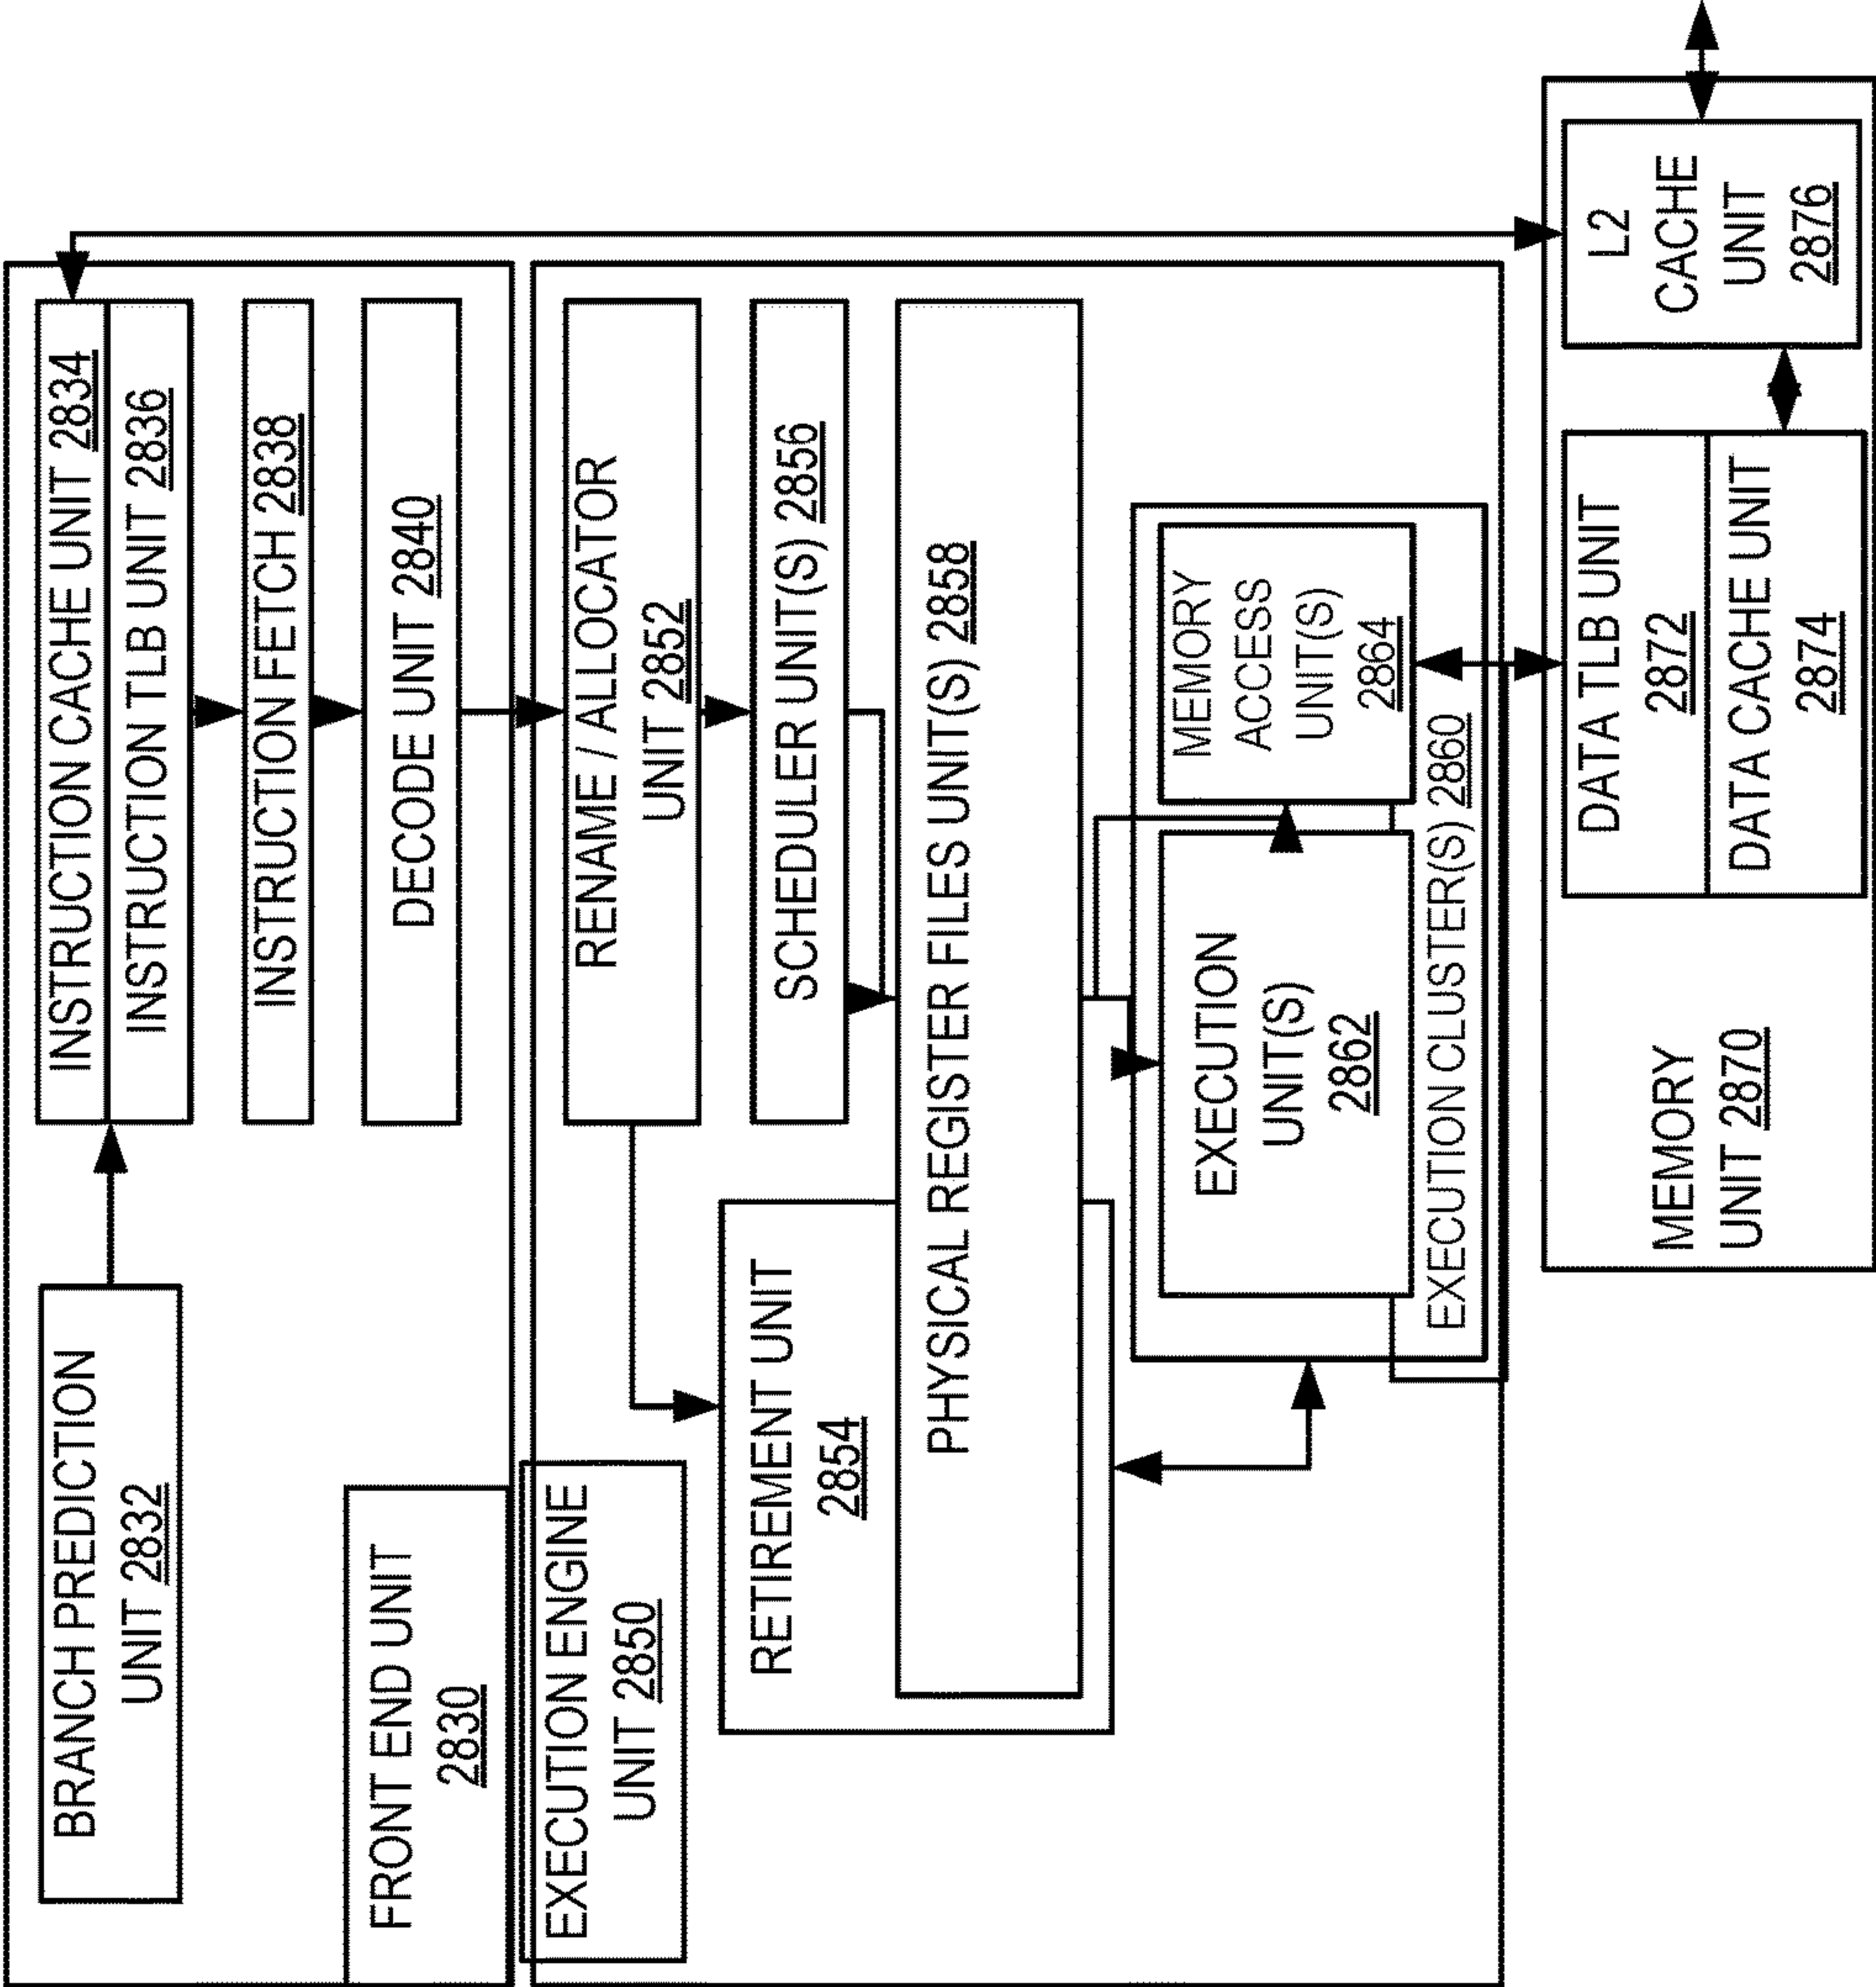 BRANCH PREDICTION
UNIT 2832
INSTRUCTION CACHE UNIT 2834
INSTRUCTION TLB UNIT 2836
INSTRUCTION FETCH 2838
DECODE UNIT 2840
FRONT END UNIT
2830
EXECUTION ENGINE
UNIT 2850
RENAME / ALLOCATOR
UNIT 2852
RETIREMENT UNIT
2854
SCHEDULER UNIT(S) 2856
PHYSICAL REGISTER FILES UNIT(S) 2858
EXECUTION
UNIT(S)
2862
MEMORY
ACCESS
UNIT(S)
2864
EXECUTION CLUSTER(S) 2860
MEMORY
UNIT 2870
DATA TLB UNIT
2872
DATA CACHE UNIT
2874
L2
CACHE
UNIT
2876